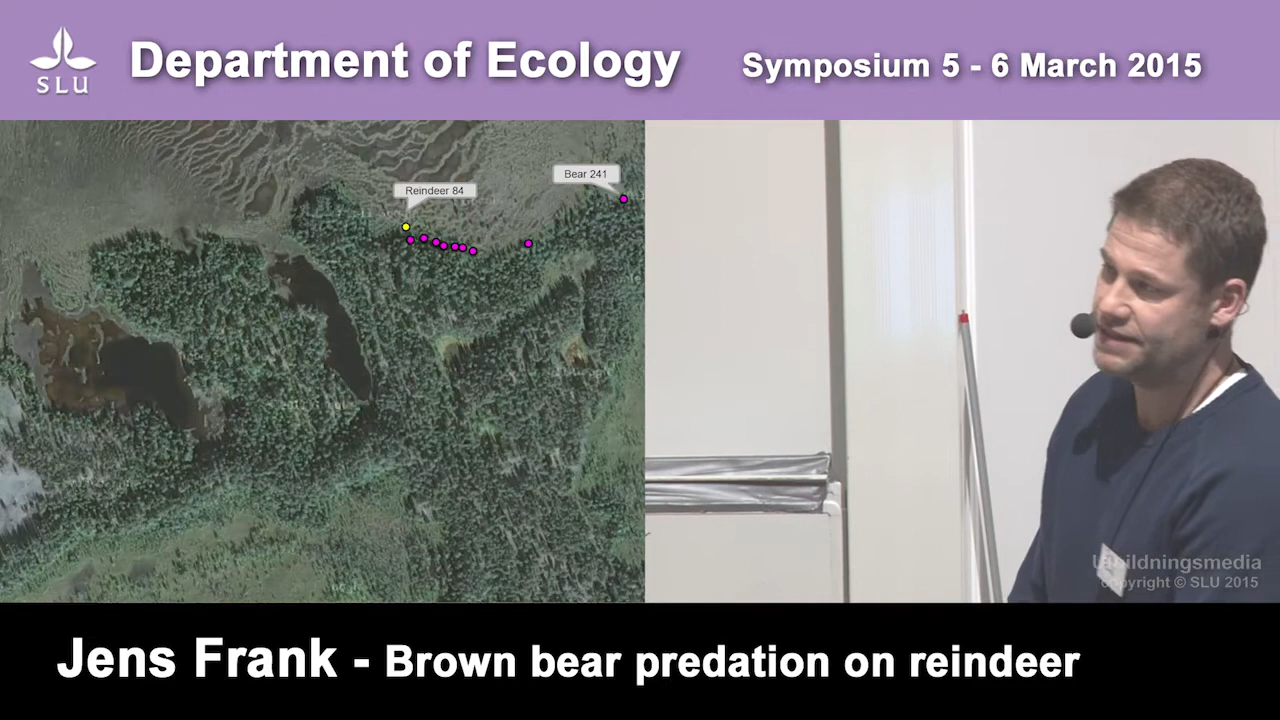 SLU
Department of Ecology
Symposium 5 - 6 March 2015
Reindeer 84
Bear 241
copyright © SLU 2015
Jens Frank - Brown bear predation on reindeer